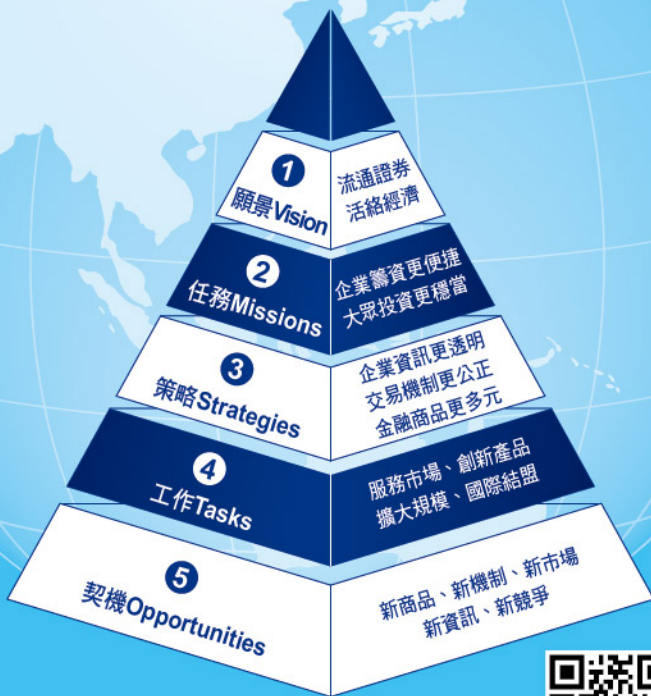 1
願景Vision
流通證券
活絡經濟
2
任務Missions
企業籌資更便捷
大眾投資更穩當
3
策略Strategies
企業資訊更透明
交易機制更公正
金融商品更多元
4
工作Tasks
服務市場、創新產品
擴大規模、國際結盟
5
契機Opportunities
新商品、新機制、新市場
新資訊、新競爭